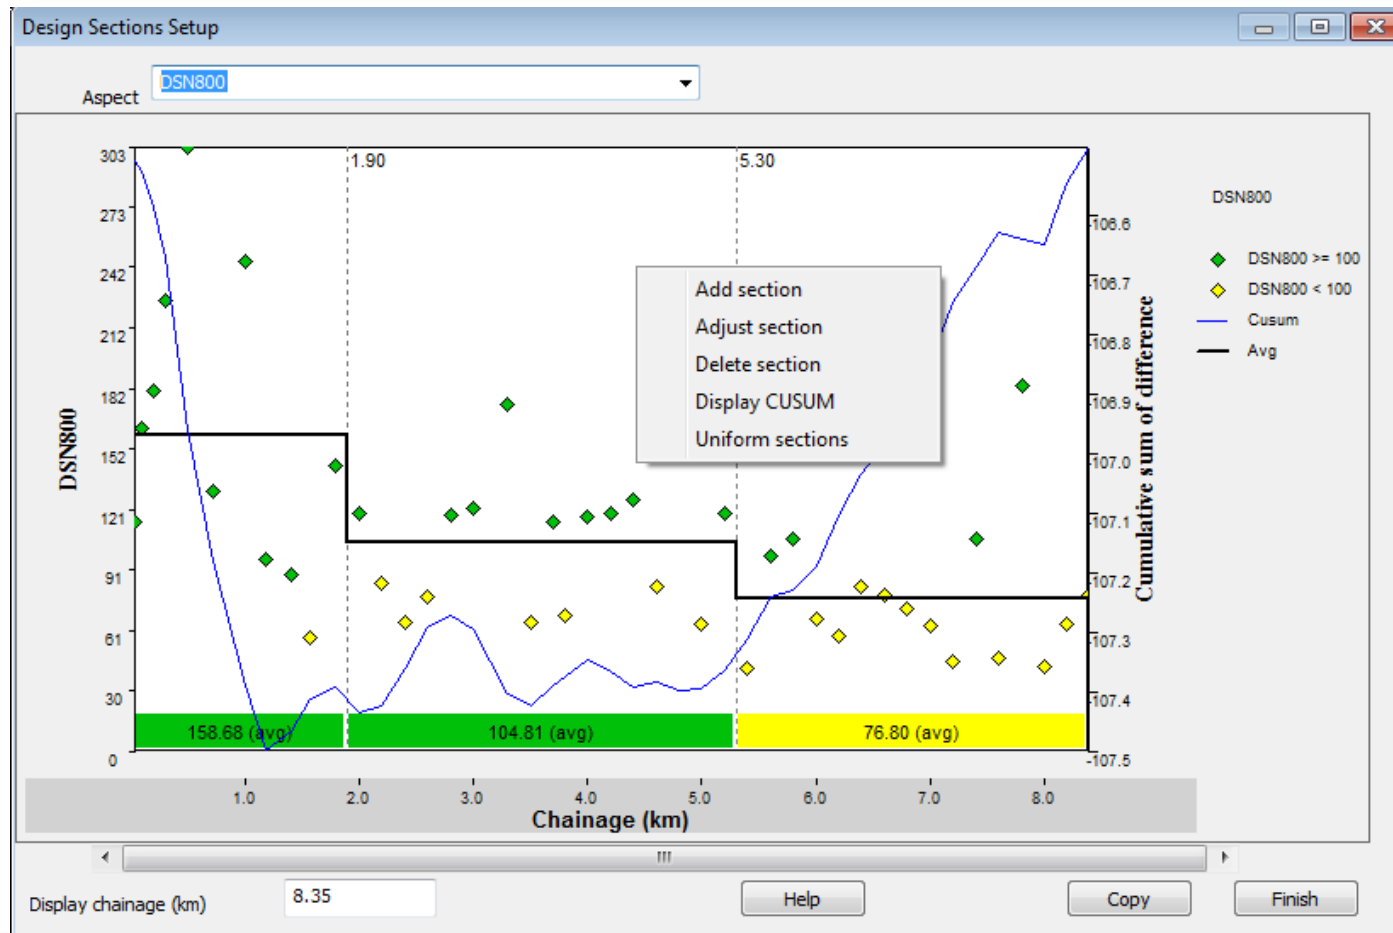 Design Sections Setup
Aspect
DSN800
303
273
242
212
182
152
121
91
61
30
0
DSN800
1.90
5.30
Add section
Adjust section
Delete section
Display CUSUM
Uniform sections
158.68 (avg)
104.81 (avg)
76.80 (avg)
-106.6
-106.7
-106.8
-106.9
-107.0
-107.1
-107.2
-107.3
-107.4
-107.5
Cumulative sum of difference
DSN800
DSN800 >= 100
DSN800 < 100
Cusum
Avg
1.0 2.0 3.0 4.0 5.0 6.0 7.0 8.0
Chainage (km)
Display chainage (km)
8.35
Help
Copy
Finish